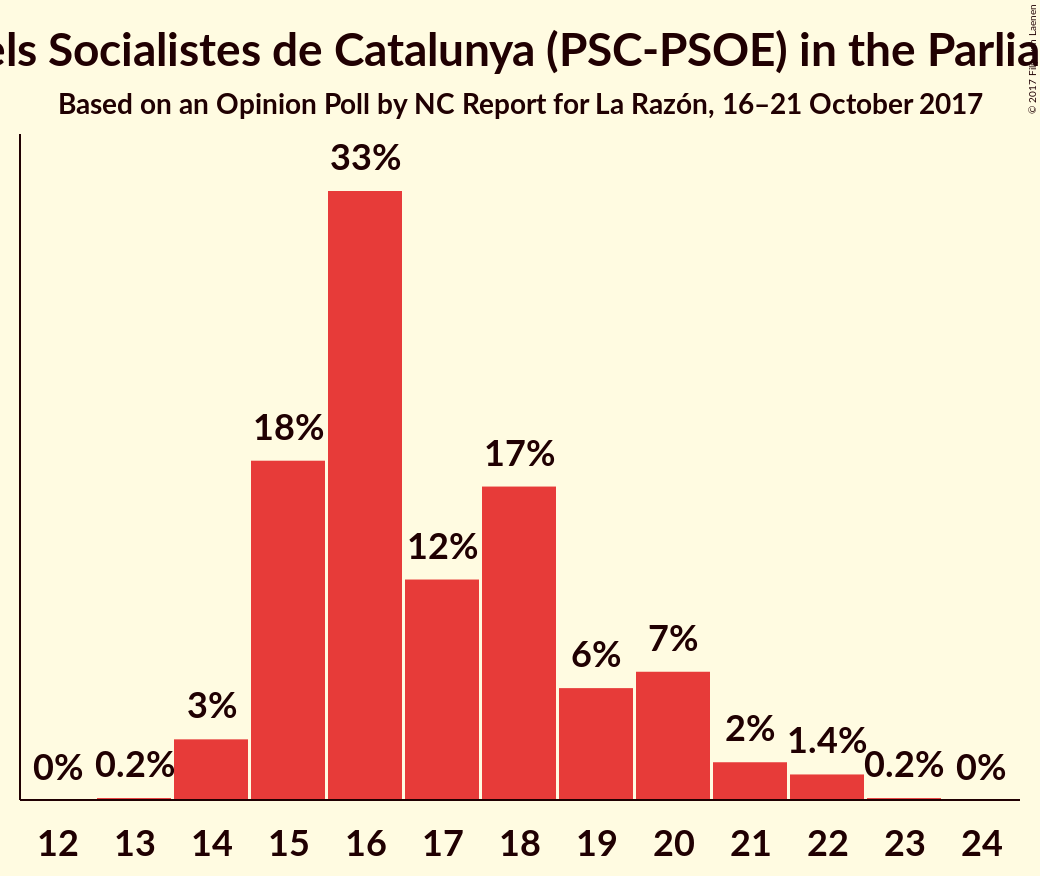 els Socialistes de Catalunya (PSC-PSOE) in the Parlia
Based on an Opinion Poll by NC Report for La Razón, 16–21 October 2017
33%
18%
17%
12%
7%
6%
3%
2%
1.4%
0% 0.2% 0.2% 0%
12 13 14 15 16 17 18 19 20 21 22 23 24
© 2017 Laenen